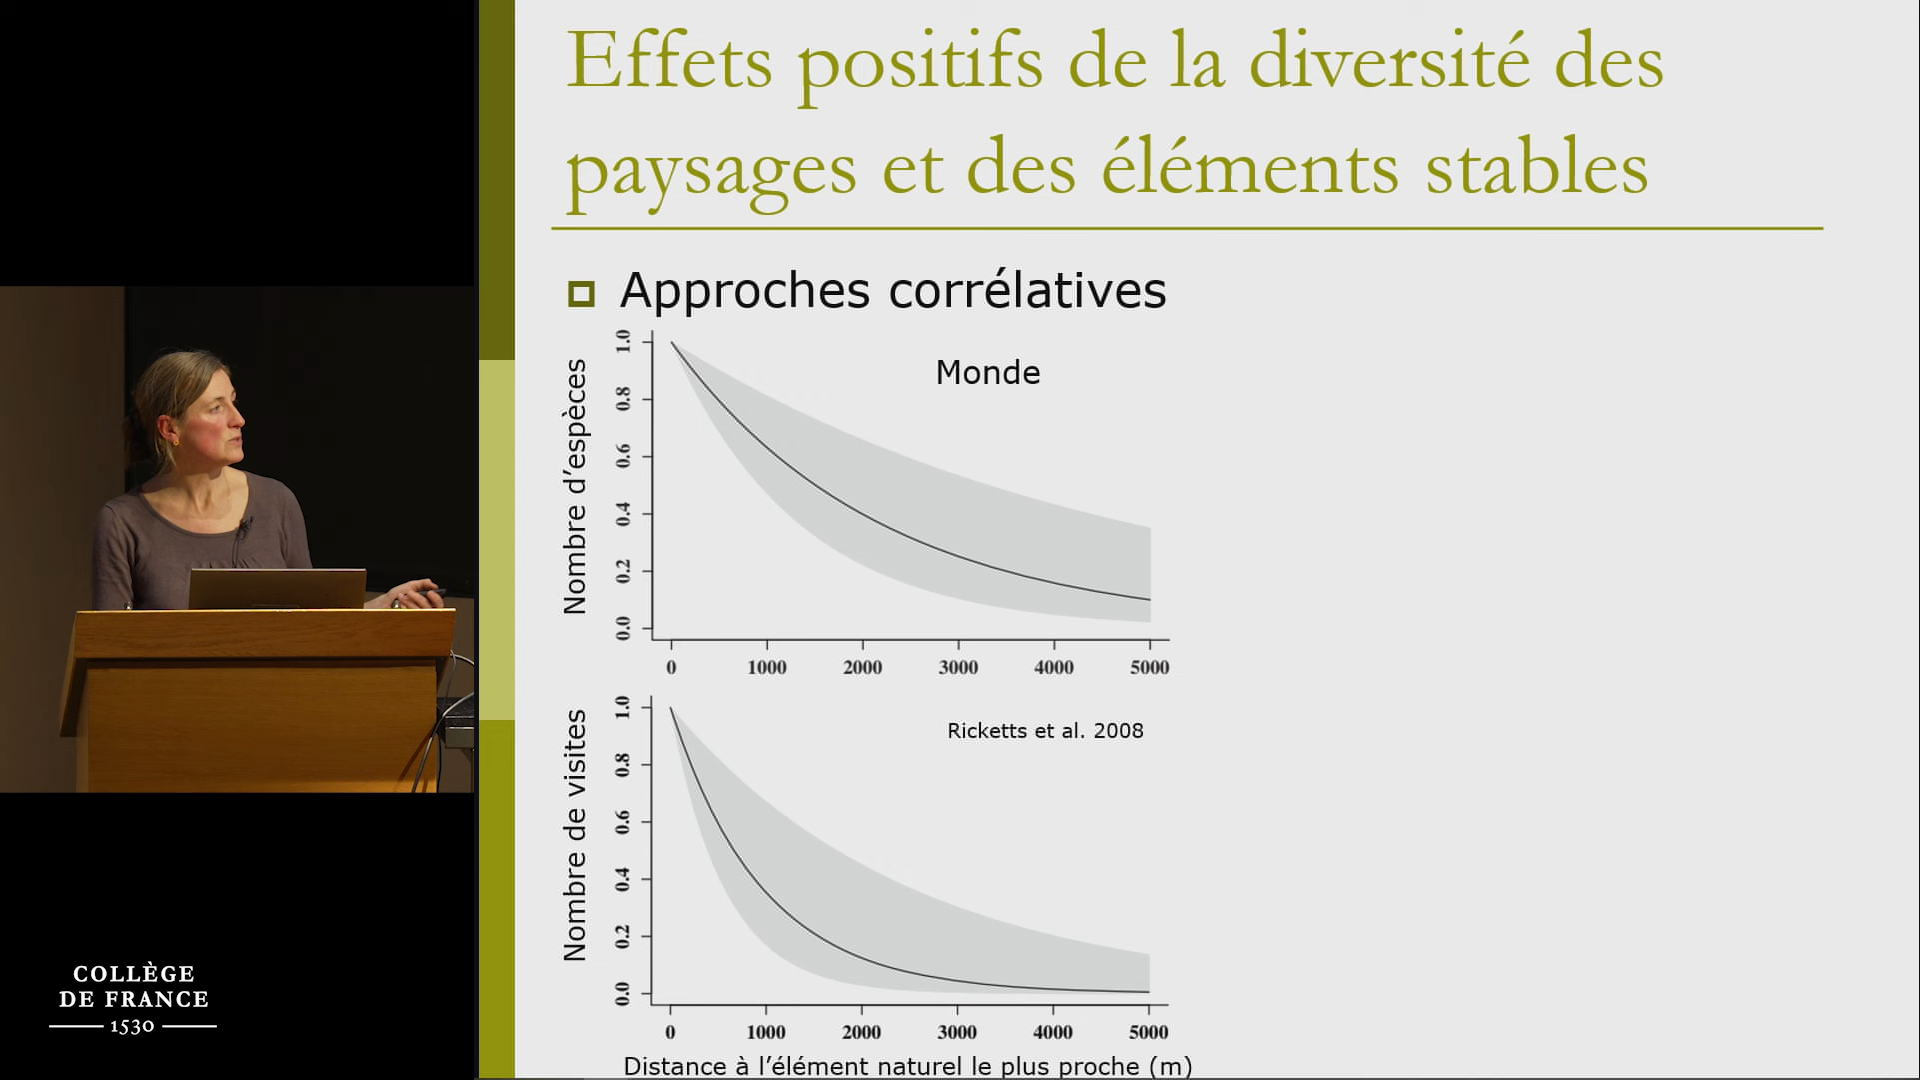 Effets positifs de la diversité des
paysages et des éléments stables
Approches corrélatives
Monde
Nombre d'espèces
1.0
0.8
0.6
0.4
0.2
0.0
0 1000 2000 3000 4000 5000
Ricketts et al. 2008
Nombre de visites
1.0
0.8
0.6
0.4
0.2
0.0
0 1000 2000 3000 4000 5000
Distance à l'élément naturel le plus proche (m)
COLLÈGE
DE FRANCE
1530